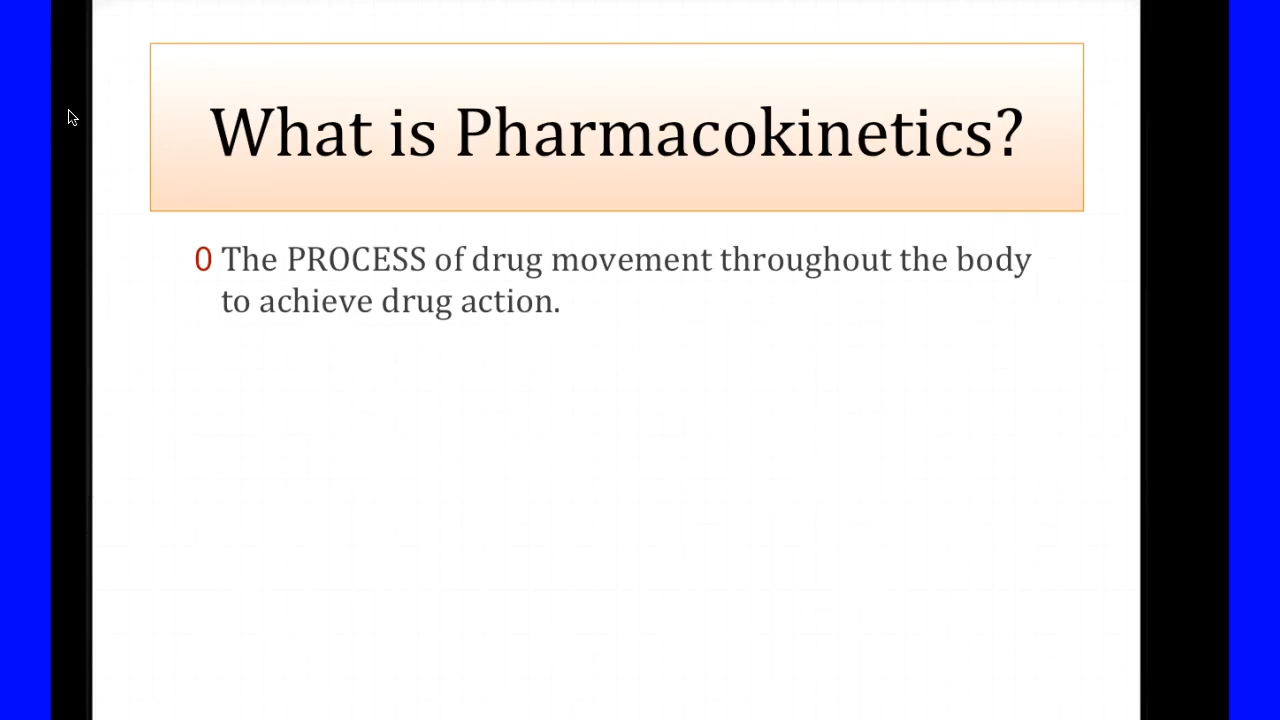 What is Pharmacokinetics?
0 The PROCESS of drug movement throughout the body
to achieve drug action.